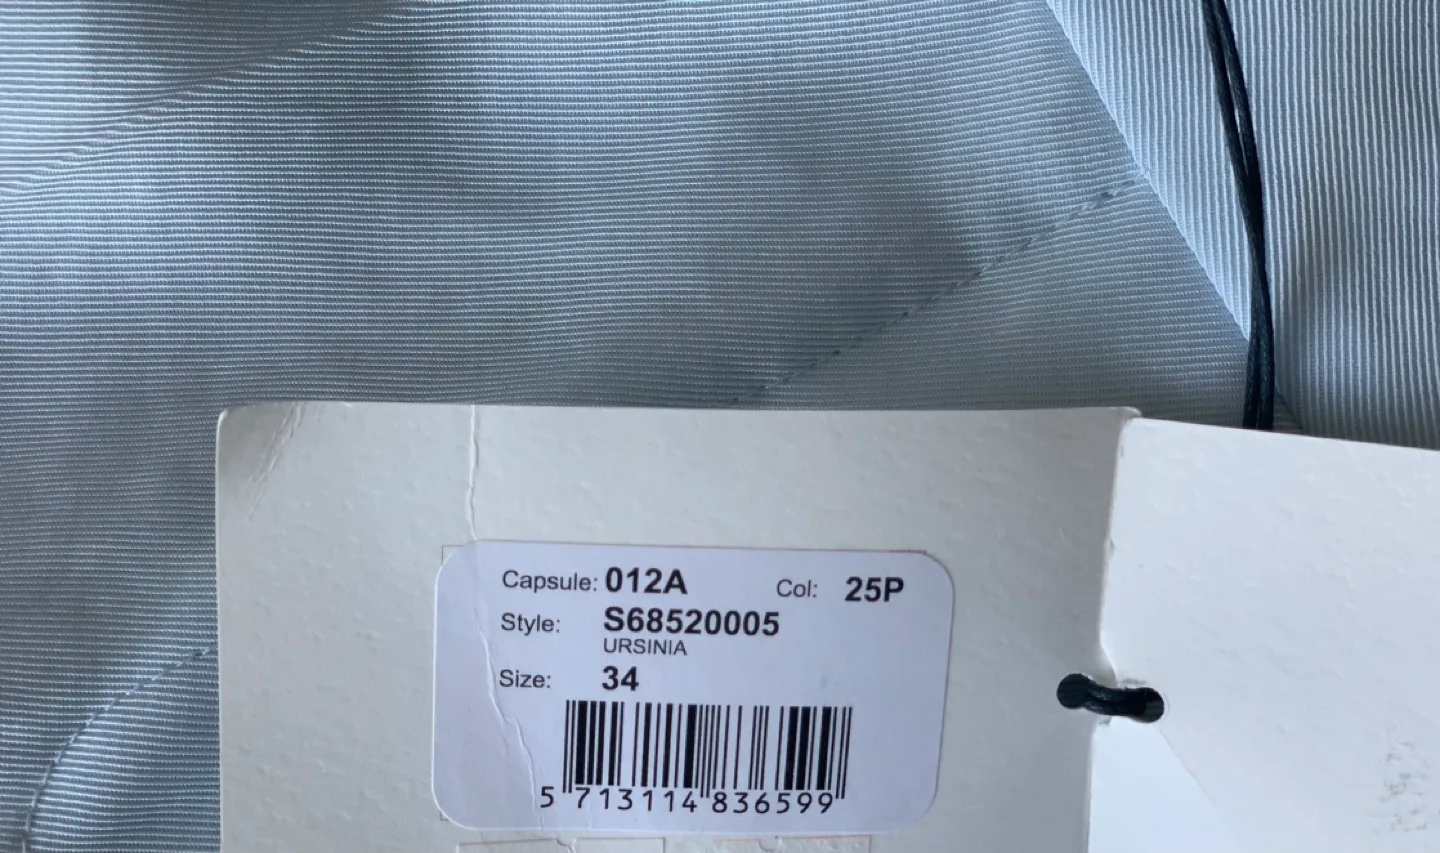 Capsule: 012A Col: 25P
Style: S68520005
URSINIA
Size: 34
5 713114 836599